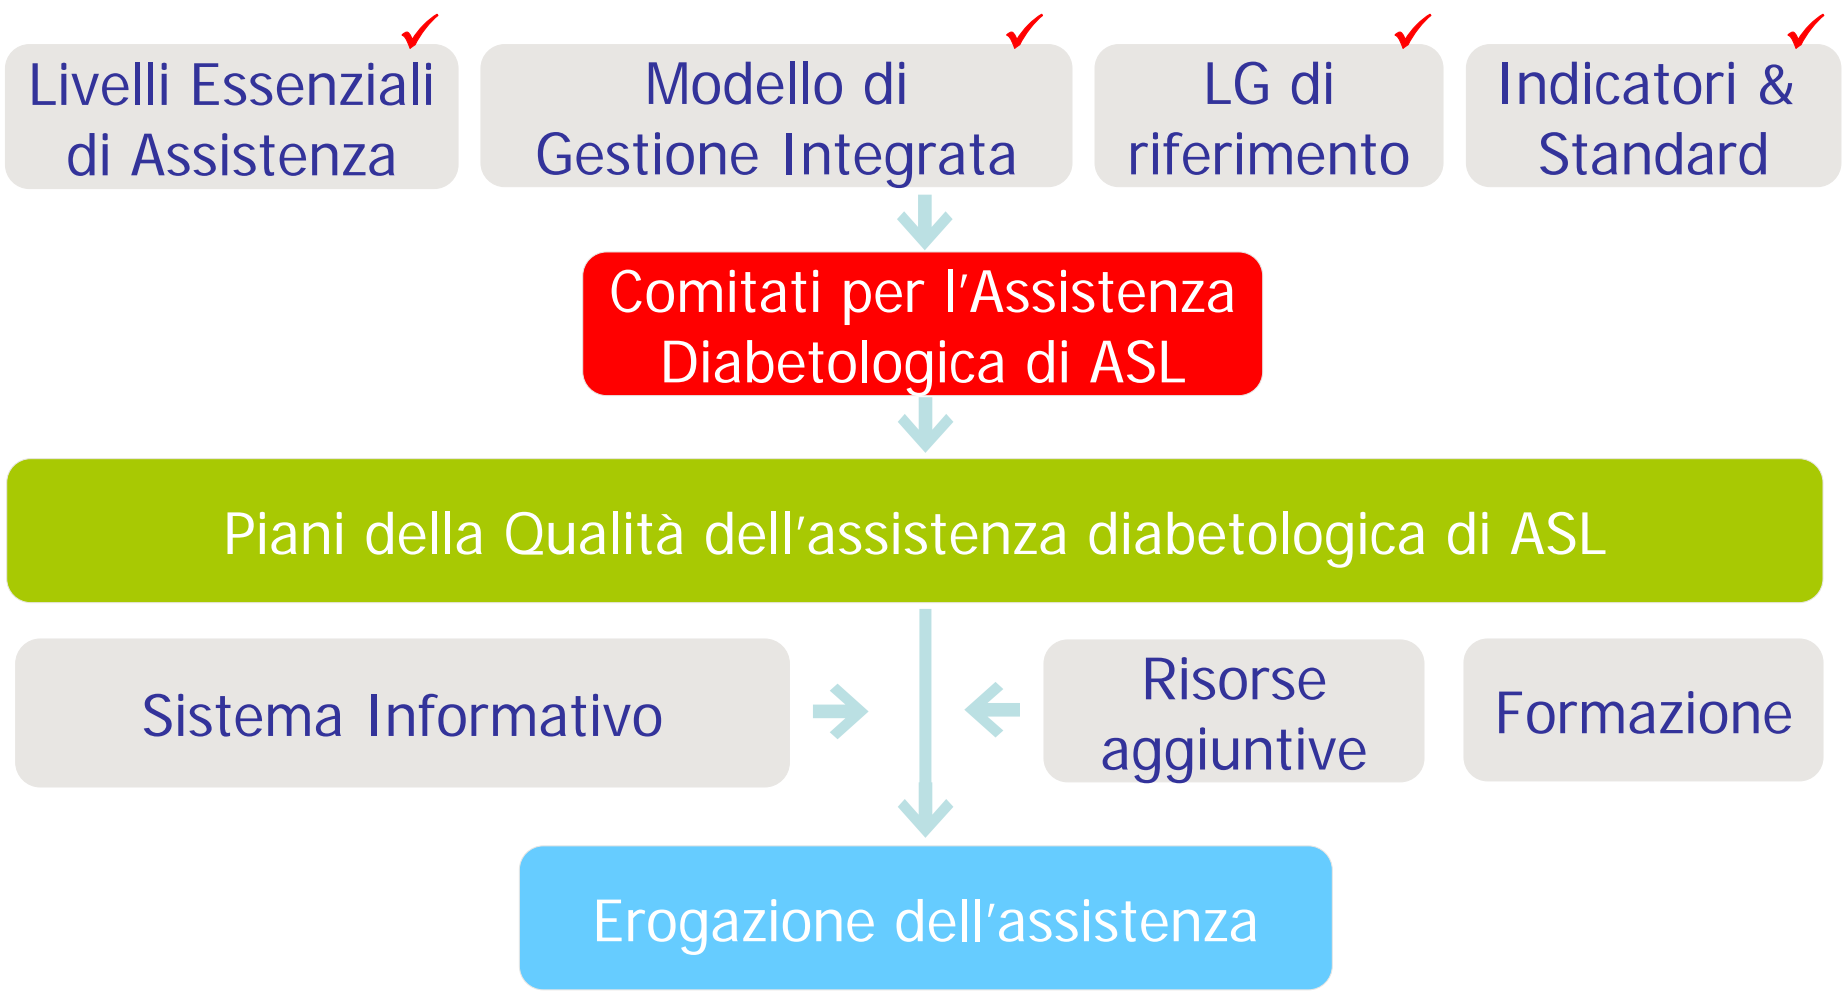 Livelli Essenziali
di Assistenza
Modello di
Gestione Integrata
LG di
riferimento
Indicatori &
Standard
Comitati per l'Assistenza
Diabetologica di ASL
Piani della Qualità dell'assistenza diabetologica di ASL
Sistema Informativo
Risorse
aggiuntive
Formazione
Erogazione dell'assistenza